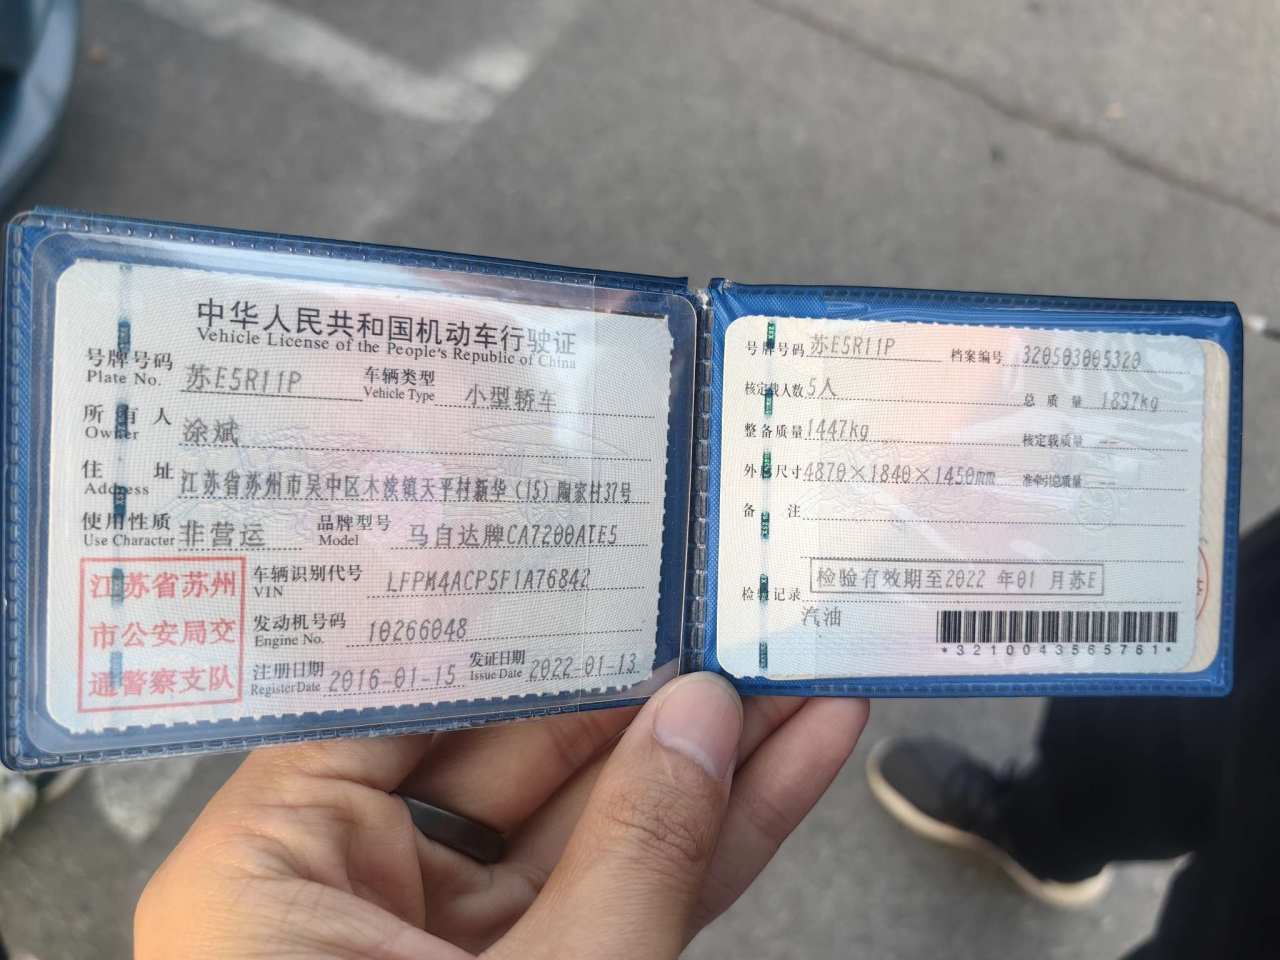 中华人民共和国机动车行驶证
Vehicle License of the People's Republic of China
号牌号码 苏E5R11P 车辆类型 小型轿车
Plate No. Vehicle Type
所有人 涂斌
Owner
住址 江苏省苏州市吴中区木渎镇天平村新华(15)陶家村37号
Address
使用性质 非营运 品牌型号 马自达牌CA7200ATE5
Use Character Model
江苏省苏州
市公安局交
通警察支队
车辆识别代号 LFPM4ACP5F1A76842
VIN
发动机号码 10266048
Engine No.
注册日期 2016-01-15 发证日期 2022-01-13
Register Date Issue Date
号牌号码 苏E5R11P 档案编号 320503005320
核定载人数 5人 总质量 1897kg
整备质量 1447kg 核定载质量 --
外廓尺寸 4870×1840×1450mm 准牵引总质量 --
备注
检验有效期至2022年01月苏E
检验记录
汽油
*3210043565761*